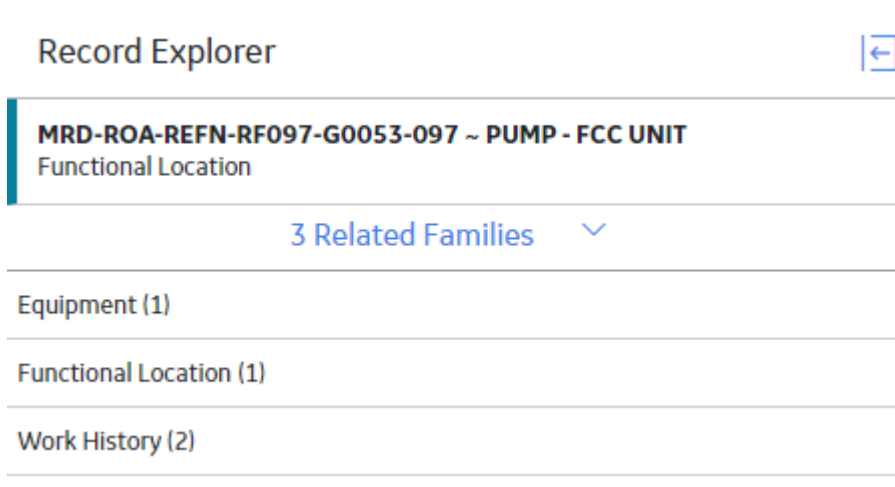 Record Explorer
MRD-ROA-REFN-RF097-G0053-097 ~ PUMP - FCC UNIT
Functional Location
3 Related Families
Equipment (1)
Functional Location (1)
Work History (2)